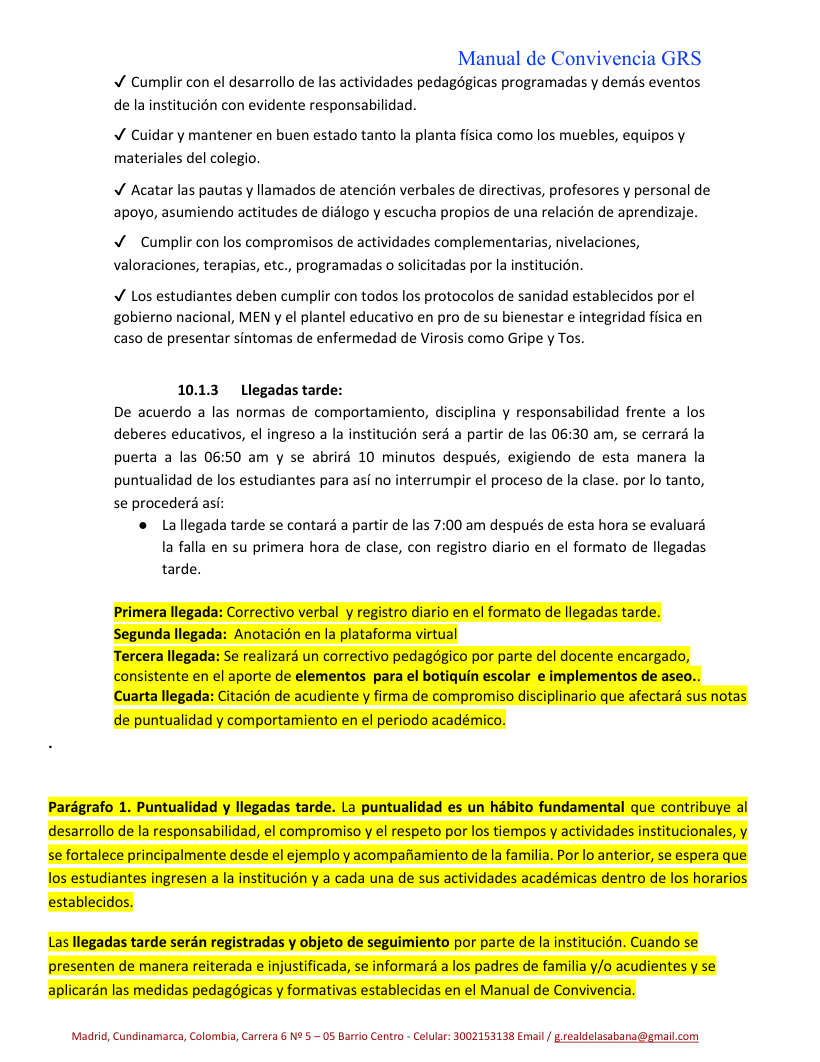 Manual de Convivencia GRS
✓ Cumplir con el desarrollo de las actividades pedagógicas programadas y demás eventos
de la institución con evidente responsabilidad.
✓ Cuidar y mantener en buen estado tanto la planta física como los muebles, equipos y
materiales del colegio.
✓ Acatar las pautas y llamados de atención verbales de directivas, profesores y personal de
apoyo, asumiendo actitudes de diálogo y escucha propios de una relación de aprendizaje.
✓ Cumplir con los compromisos de actividades complementarias, nivelaciones,
valoraciones, terapias, etc., programadas o solicitadas por la institución.
✓ Los estudiantes deben cumplir con todos los protocolos de sanidad establecidos por el
gobierno nacional, MEN y el plantel educativo en pro de su bienestar e integridad física en
caso de presentar síntomas de enfermedad de Virosis como Gripe y Tos.
10.1.3 Llegadas tarde:
De acuerdo a las normas de comportamiento, disciplina y responsabilidad frente a los
deberes educativos, el ingreso a la institución será a partir de las 06:30 am, se cerrará la
puerta a las 06:50 am y se abrirá 10 minutos después, exigiendo de esta manera la
puntualidad de los estudiantes para así no interrumpir el proceso de la clase. por lo tanto,
se procederá así:
● La llegada tarde se contará a partir de las 7:00 am después de esta hora se evaluará
la falla en su primera hora de clase, con registro diario en el formato de llegadas
tarde.
Primera llegada: Correctivo verbal y registro diario en el formato de llegadas tarde.
Segunda llegada: Anotación en la plataforma virtual
Tercera llegada: Se realizará un correctivo pedagógico por parte del docente encargado,
consistente en el aporte de elementos para el botiquín escolar e implementos de aseo..
Cuarta llegada: Citación de acudiente y firma de compromiso disciplinario que afectará sus notas
de puntualidad y comportamiento en el periodo académico.
.
Parágrafo 1. Puntualidad y llegadas tarde. La puntualidad es un hábito fundamental que contribuye al
desarrollo de la responsabilidad, el compromiso y el respeto por los tiempos y actividades institucionales, y
se fortalece principalmente desde el ejemplo y acompañamiento de la familia. Por lo anterior, se espera que
los estudiantes ingresen a la institución y a cada una de sus actividades académicas dentro de los horarios
establecidos.
Las llegadas tarde serán registradas y objeto de seguimiento por parte de la institución. Cuando se
presenten de manera reiterada e injustificada, se informará a los padres de familia y/o acudientes y se
aplicarán las medidas pedagógicas y formativas establecidas en el Manual de Convivencia.
Madrid, Cundinamarca, Colombia, Carrera 6 Nº 5 – 05 Barrio Centro - Celular: 3002153138 Email / g.realdelasabana@gmail.com